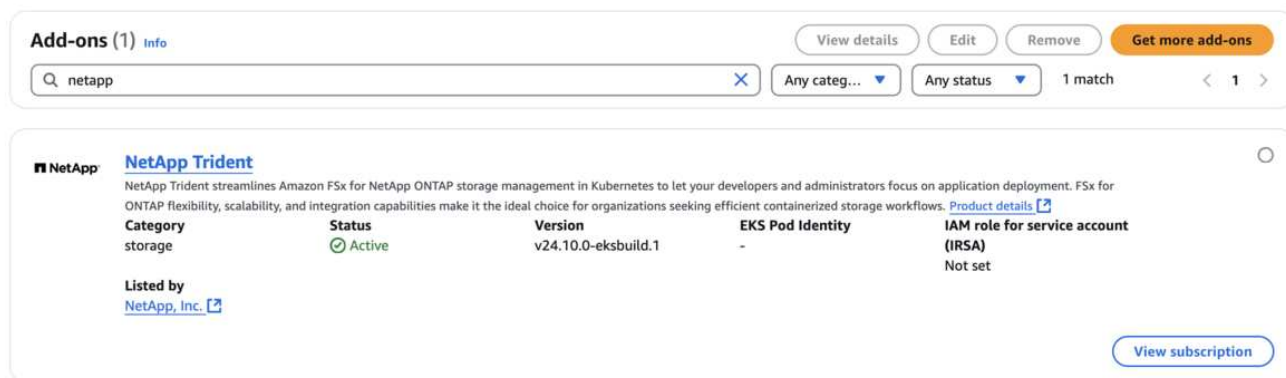 Add-ons (1) Info
View details
Edit
Remove
Get more add-ons
netapp
Any categ...
Any status
1 match
1
NetApp
NetApp Trident
NetApp Trident streamlines Amazon FSx for NetApp ONTAP storage management in Kubernetes to let your developers and administrators focus on application deployment. FSx for
ONTAP flexibility, scalability, and integration capabilities make it the ideal choice for organizations seeking efficient containerized storage workflows. Product details
Category
storage
Status
Active
Version
v24.10.0-eksbuild.1
EKS Pod Identity
-
IAM role for service account
(IRSA)
Not set
Listed by
NetApp, Inc.
View subscription